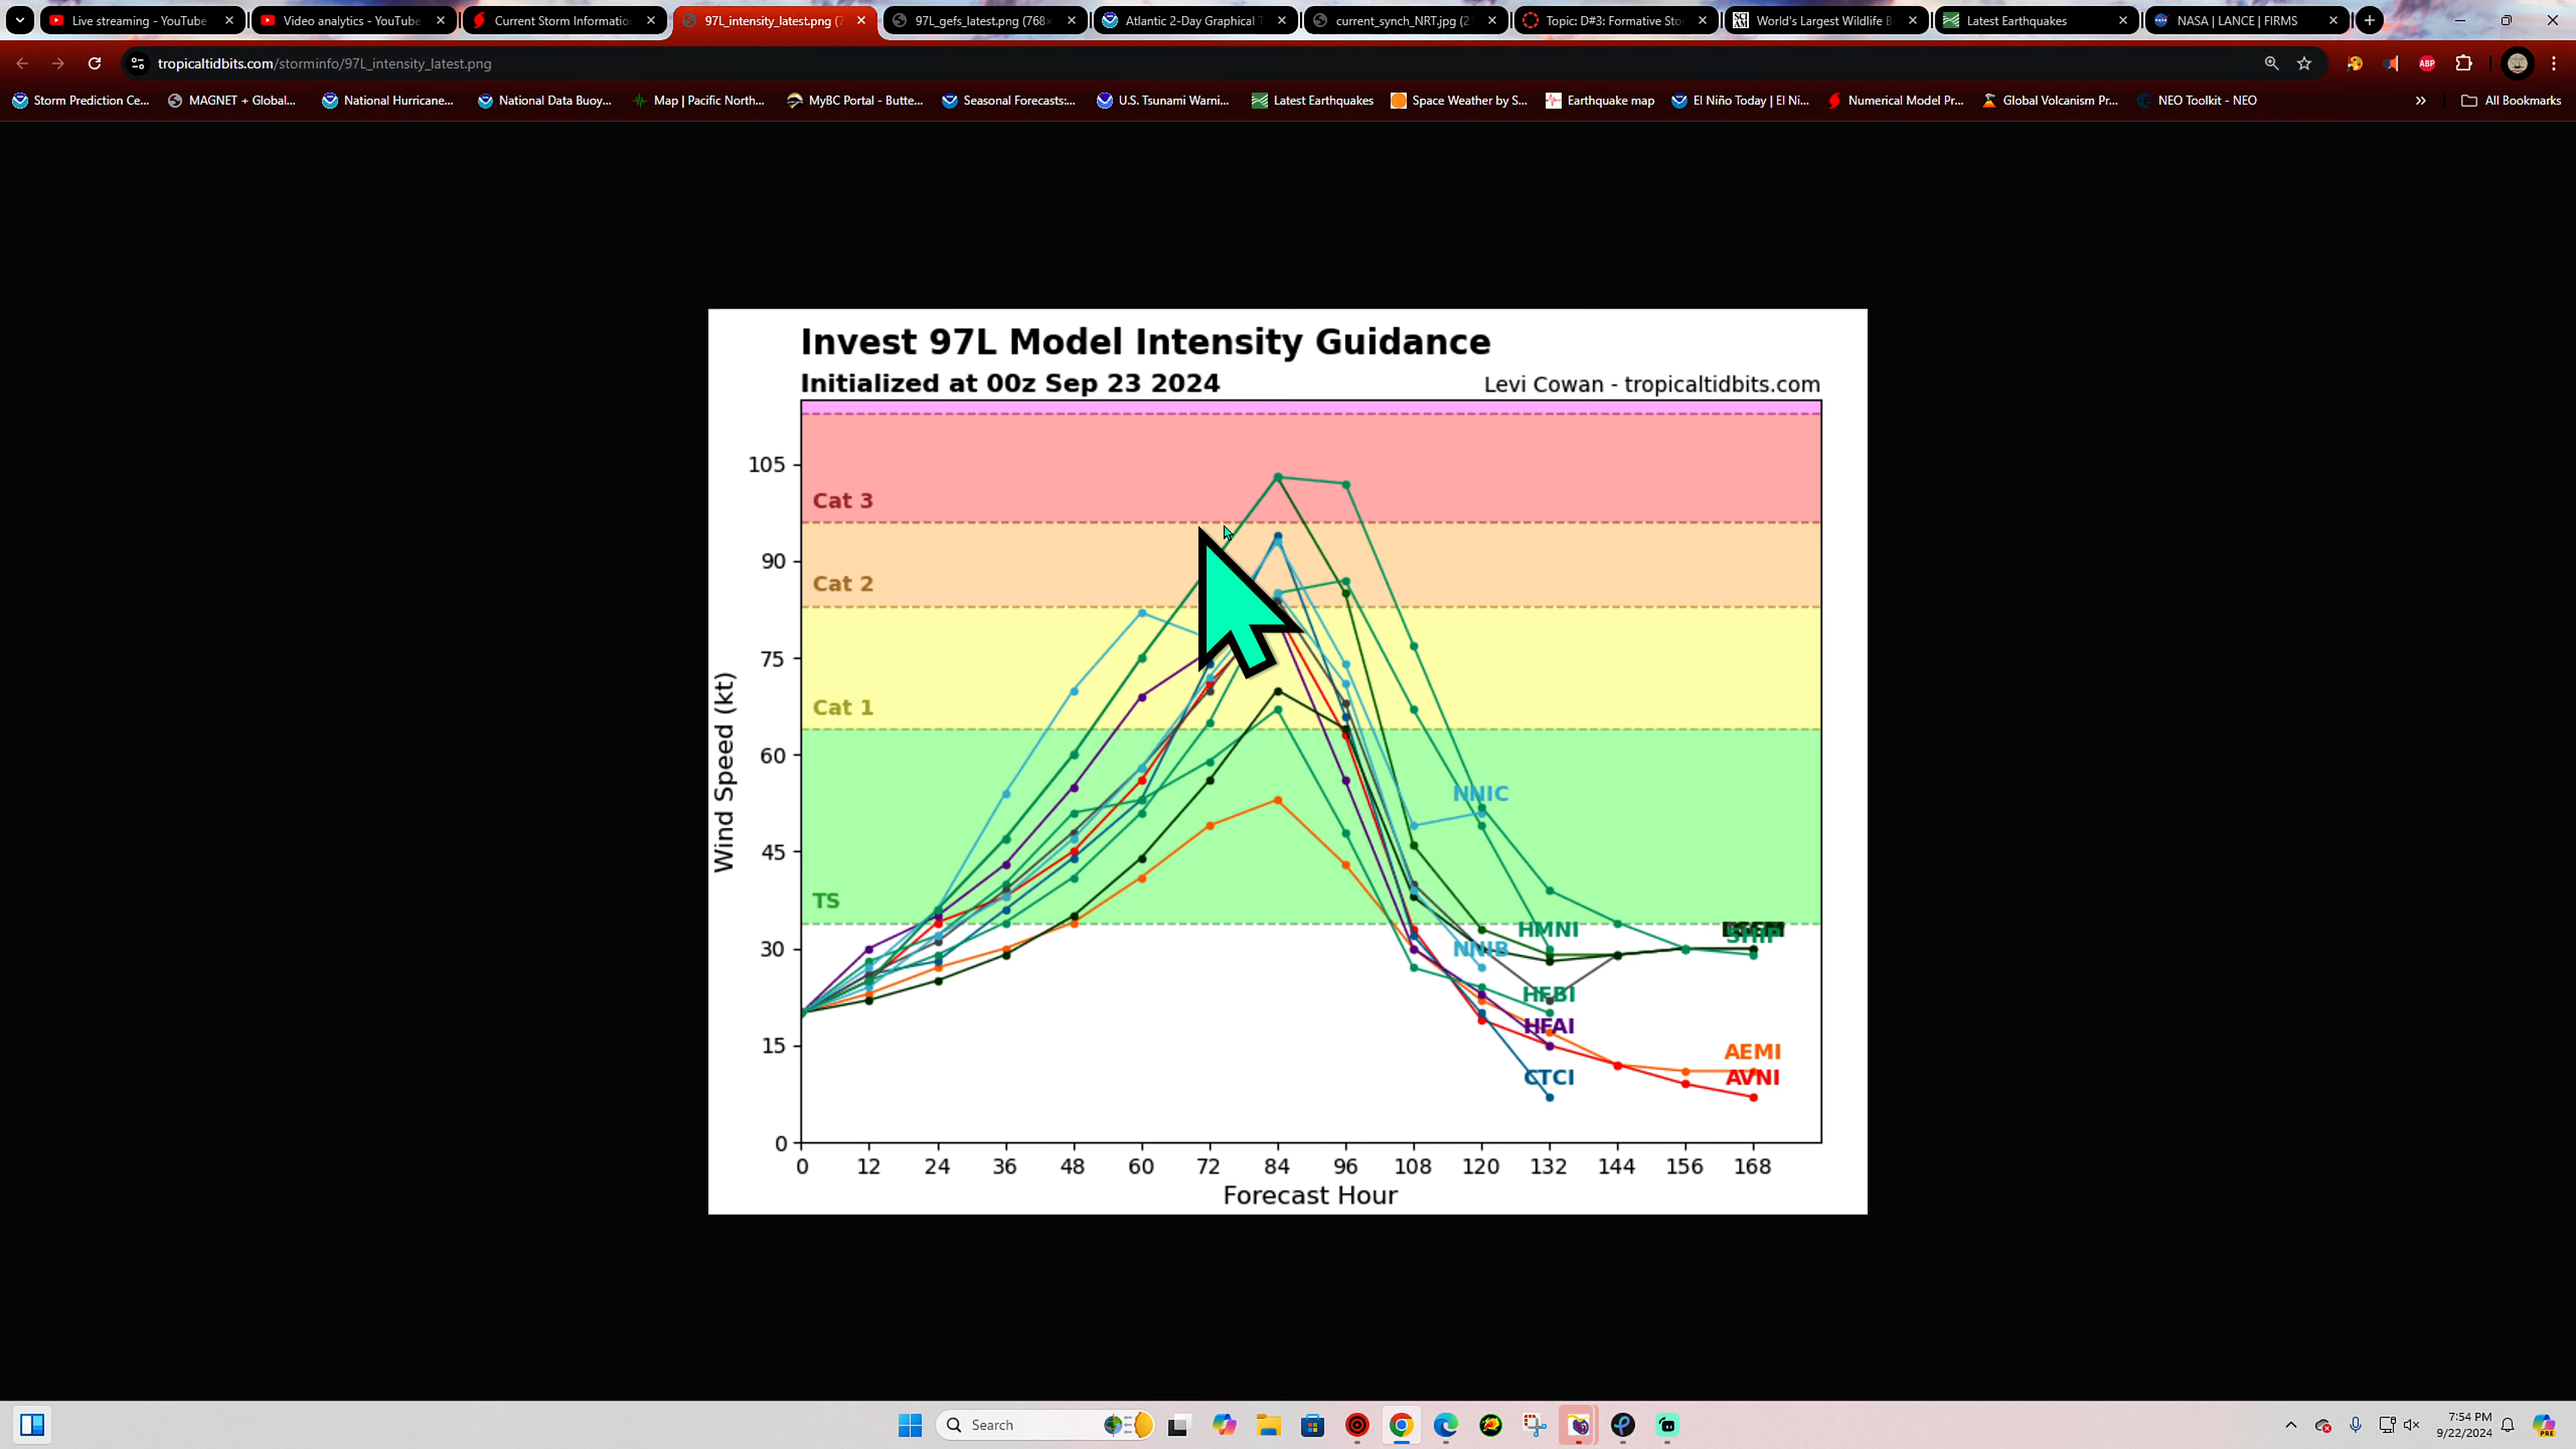 Live streaming - YouTube
Video analytics - YouTube
Current Storm Informatio
97L_intensity_latest.png (7
97L_gefs_latest.png (768×
Atlantic 2-Day Graphical T
current_synch_NRT.jpg (21
Topic: D#3: Formative Sto
World's Largest Wildlife B
Latest Earthquakes
NASA | LANCE | FIRMS
tropicaltidbits.com/storminfo/97L_intensity_latest.png
ABP
Storm Prediction Ce...
MAGNET + Global...
National Hurricane...
National Data Buoy...
Map | Pacific North...
MyBC Portal - Butte...
Seasonal Forecasts:...
U.S. Tsunami Warni...
Latest Earthquakes
Space Weather by S...
Earthquake map
El Niño Today | El Ni...
Numerical Model Pr...
Global Volcanism Pr...
NEO Toolkit - NEO
All Bookmarks
Invest 97L Model Intensity Guidance
Initialized at 00z Sep 23 2024
Levi Cowan - tropicaltidbits.com
105
Cat 3
90
Cat 2
75
Cat 1
60
NNIC
45
TS
HMNI
SHIP
30
NNIB
HFBI
HFAI
15
AEMI
CTCI
AVNI
0
Wind Speed (kt)
0 12 24 36 48 60 72 84 96 108 120 132 144 156 168
Forecast Hour
Search
7:54 PM
9/22/2024
PRE